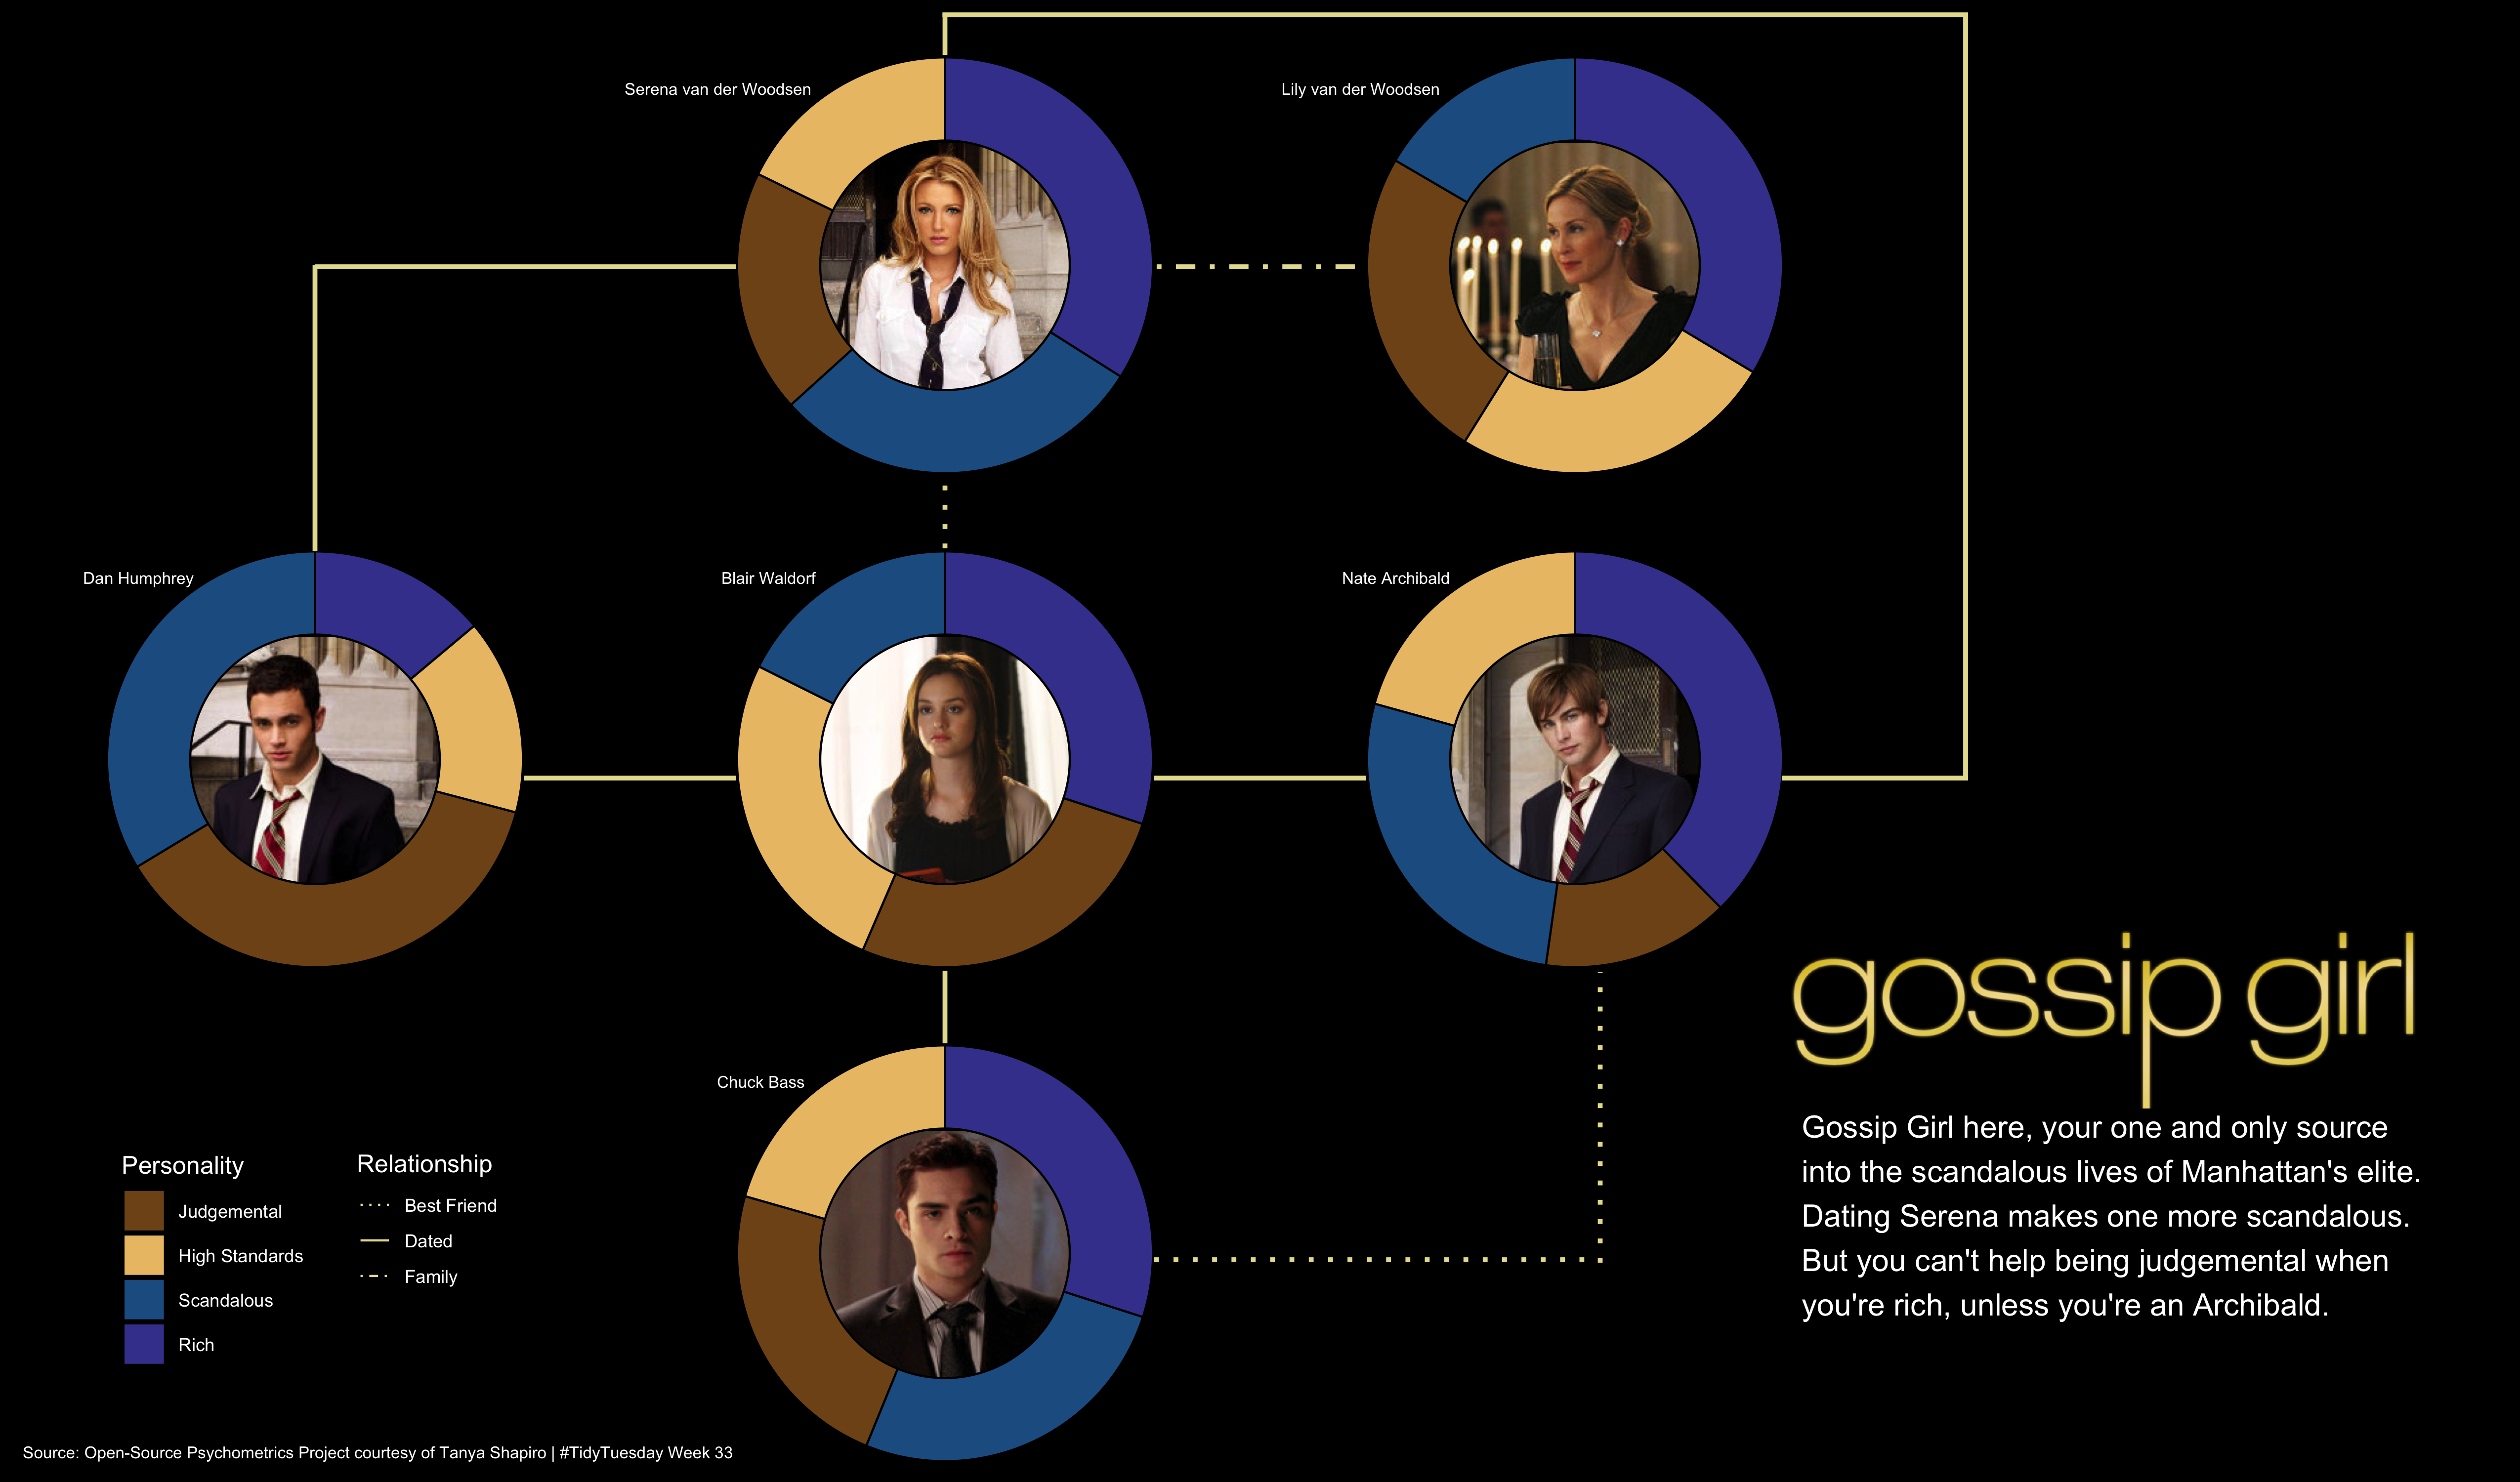 Serena van der Woodsen
Lily van der Woodsen
Dan Humphrey
Blair Waldorf
Nate Archibald
Chuck Bass
gossip girl
Gossip Girl here, your one and only source
into the scandalous lives of Manhattan's elite.
Dating Serena makes one more scandalous.
But you can't help being judgemental when
you're rich, unless you're an Archibald.
Personality
Judgemental
High Standards
Scandalous
Rich
Relationship
Best Friend
Dated
Family
Source: Open-Source Psychometrics Project courtesy of Tanya Shapiro | #TidyTuesday Week 33